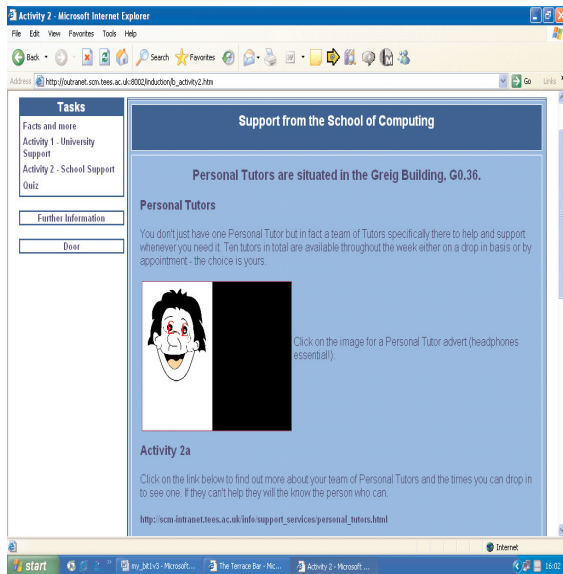 Activity 2 - Microsoft Internet Explorer
File Edit View Favorites Tools Help
Back Search Favorites
Address http://outranet.scm.tees.ac.uk:8002/induction/b_activity2.htm Go Links
Tasks
Facts and more
Activity 1 - University
Support
Activity 2 - School Support
Quiz
Further Information
Door
Support from the School of Computing
Personal Tutors are situated in the Greig Building. G0.36.
Personal Tutors
You don't just have one Personal Tutor but in fact a team of Tutors specifically there to help and support
whenever you need it. Ten tutors in total are available throughout the week either on a drop in basis or by
appointment - the choice is yours.
Click on the image for a Personal Tutor advert (headphones
essential!).
Activity 2a
Click on the link below to find out more about your team of Personal Tutors and the times you can drop in
to see one. If they can't help they will the know the person who can.
http://scm-intranet.tees.ac.uk/info/support_services/personal_tutors.html
Internet
start my_bit1v3 - Microsoft... The Terrace Bar - Mic... Activity 2 - Microsoft ... 16:02